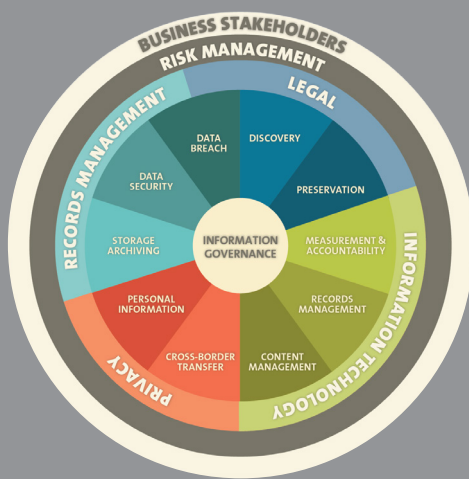 BUSINESS STAKEHOLDERS
RISK MANAGEMENT
LEGAL
RECORDS MANAGEMENT
DATA
BREACH
DISCOVERY
DATA
SECURITY
PRESERVATION
STORAGE
ARCHIVING
INFORMATION
GOVERNANCE
MEASUREMENT &
ACCOUNTABILITY
INFORMATION TECHNOLOGY
PERSONAL
INFORMATION
RECORDS
MANAGEMENT
CROSS-BORDER
TRANSFER
CONTENT
MANAGEMENT
PRIVACY